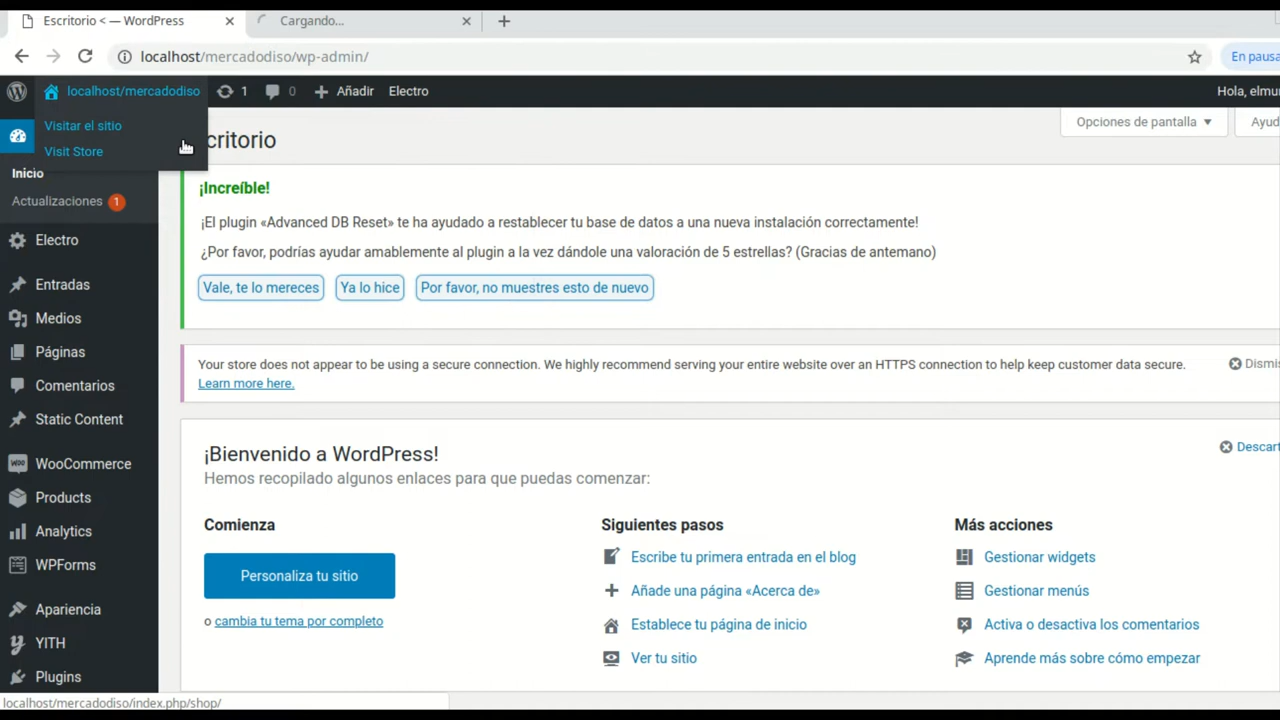 Escritorio < — WordPress
Cargando...
localhost/mercadodiso/wp-admin/
En pausa
localhost/mercadodiso
1
0
Añadir
Electro
Hola, elmu
Visitar el sitio
Visit Store
critorio
Opciones de pantalla
Ayud
Inicio
Actualizaciones 1
Electro
Entradas
Medios
Páginas
Comentarios
Static Content
WooCommerce
Products
Analytics
WPForms
Apariencia
YITH
Plugins
¡Increíble!
¡El plugin «Advanced DB Reset» te ha ayudado a restablecer tu base de datos a una nueva instalación correctamente!
¿Por favor, podrías ayudar amablemente al plugin a la vez dándole una valoración de 5 estrellas? (Gracias de antemano)
Vale, te lo mereces
Ya lo hice
Por favor, no muestres esto de nuevo
Your store does not appear to be using a secure connection. We highly recommend serving your entire website over an HTTPS connection to help keep customer data secure.
Learn more here.
Dismi
¡Bienvenido a WordPress!
Descart
Hemos recopilado algunos enlaces para que puedas comenzar:
Comienza
Personaliza tu sitio
o cambia tu tema por completo
Siguientes pasos
Escribe tu primera entrada en el blog
Añade una página «Acerca de»
Establece tu página de inicio
Ver tu sitio
Más acciones
Gestionar widgets
Gestionar menús
Activa o desactiva los comentarios
Aprende más sobre cómo empezar
localhost/mercadodiso/index.php/shop/